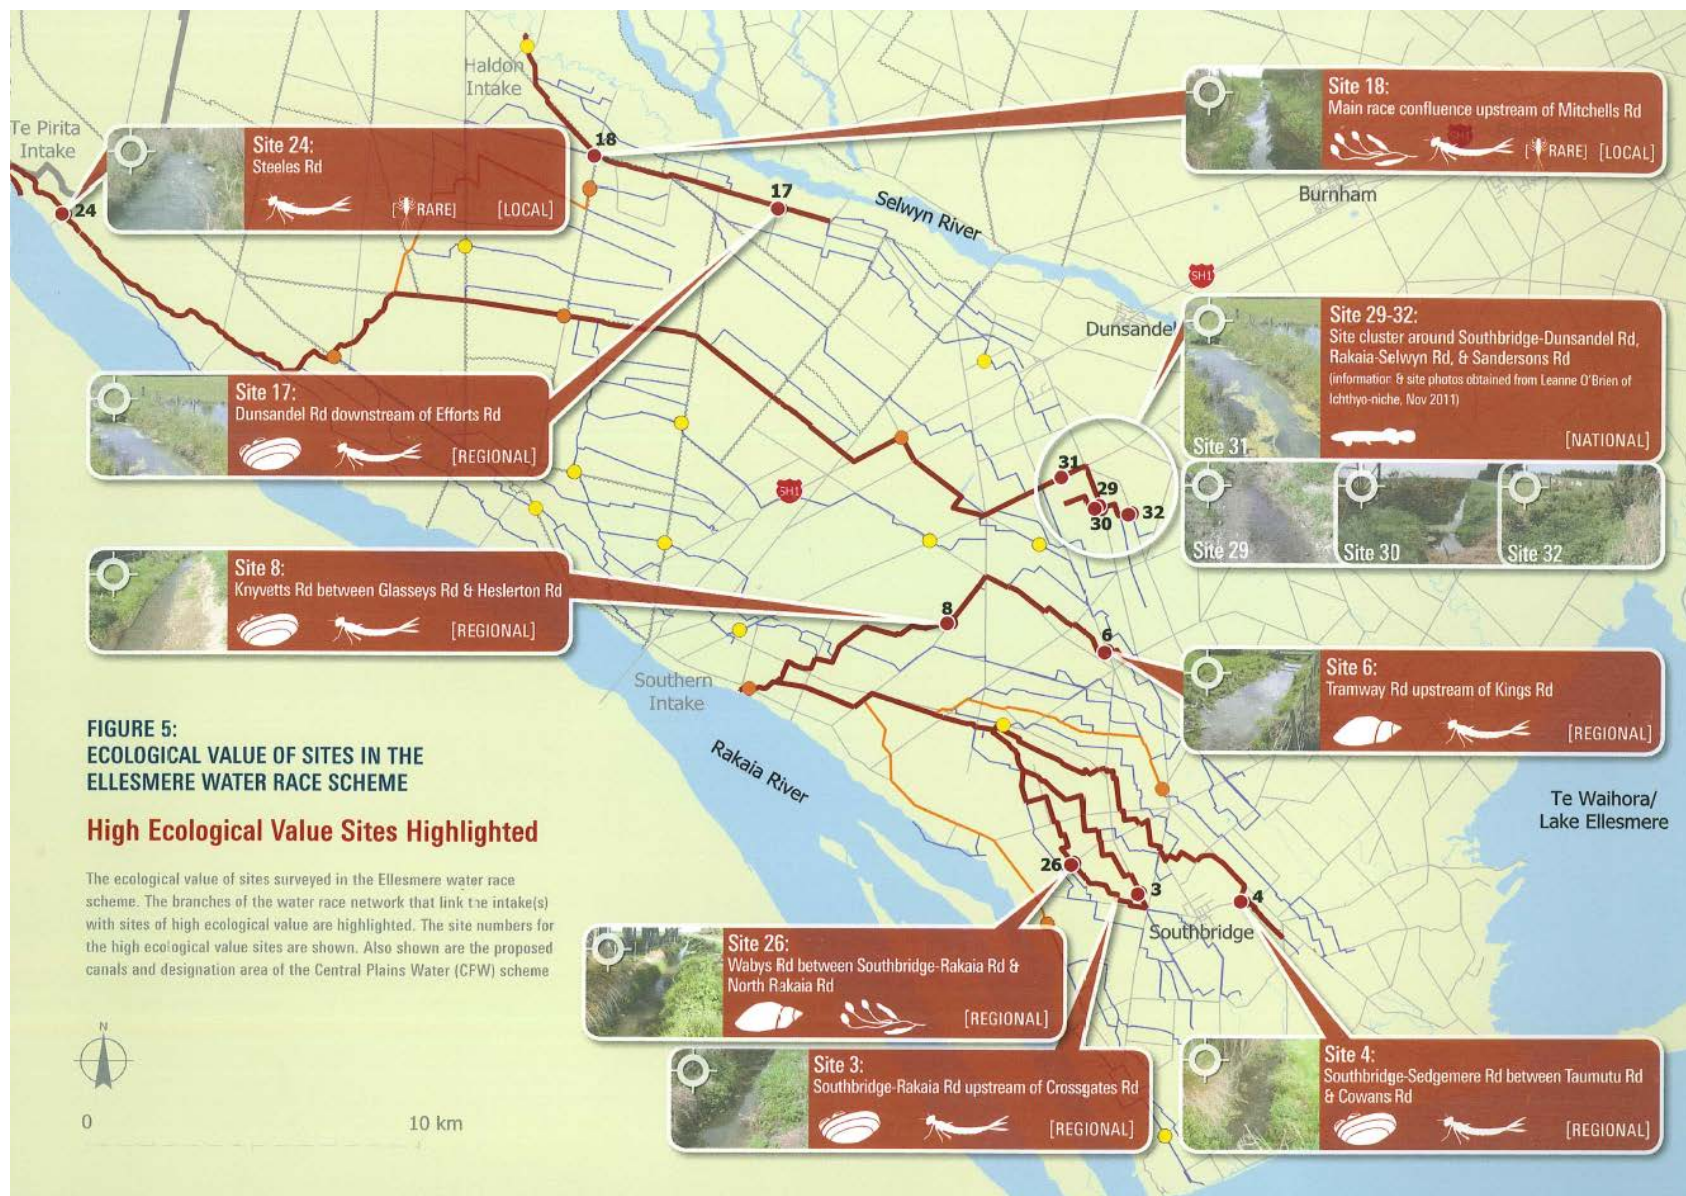 Haldon
Intake
Te Pirita
Intake
Site 24:
Steeles Rd
[RARE]
[LOCAL]
24
18
17
Selwyn River
Site 18:
Main race confluence upstream of Mitchells Rd
SH1
[RARE] [LOCAL]
Burnham
SH1
Dunsandel
Site 29-32:
Site cluster around Southbridge-Dunsandel Rd,
Rakaia-Selwyn Rd, & Sandersons Rd
(information & site photos obtained from Leanne O'Brien of
Ichthyo-niche, Nov 2011)
[NATIONAL]
Site 31
Site 29
Site 30
Site 32
Site 17:
Dunsandel Rd downstream of Efforts Rd
[REGIONAL]
SH1
31
29
30
32
Site 8:
Knyvetts Rd between Glasseys Rd & Heslerton Rd
[REGIONAL]
8
6
Site 6:
Tramway Rd upstream of Kings Rd
[REGIONAL]
Southern
Intake
Rakaia River
Te Waihora/
Lake Ellesmere
FIGURE 5:
ECOLOGICAL VALUE OF SITES IN THE
ELLESMERE WATER RACE SCHEME
High Ecological Value Sites Highlighted
The ecological value of sites surveyed in the Ellesmere water race
scheme. The branches of the water race network that link the intake(s)
with sites of high ecological value are highlighted. The site numbers for
the high ecological value sites are shown. Also shown are the proposed
canals and designation area of the Central Plains Water (CPW) scheme
26
3
4
Southbridge
Site 26:
Wabys Rd between Southbridge-Rakaia Rd &
North Rakaia Rd
[REGIONAL]
Site 3:
Southbridge-Rakaia Rd upstream of Crossgates Rd
[REGIONAL]
Site 4:
Southbridge-Sedgemere Rd between Taumutu Rd
& Cowans Rd
[REGIONAL]
N
0
10 km